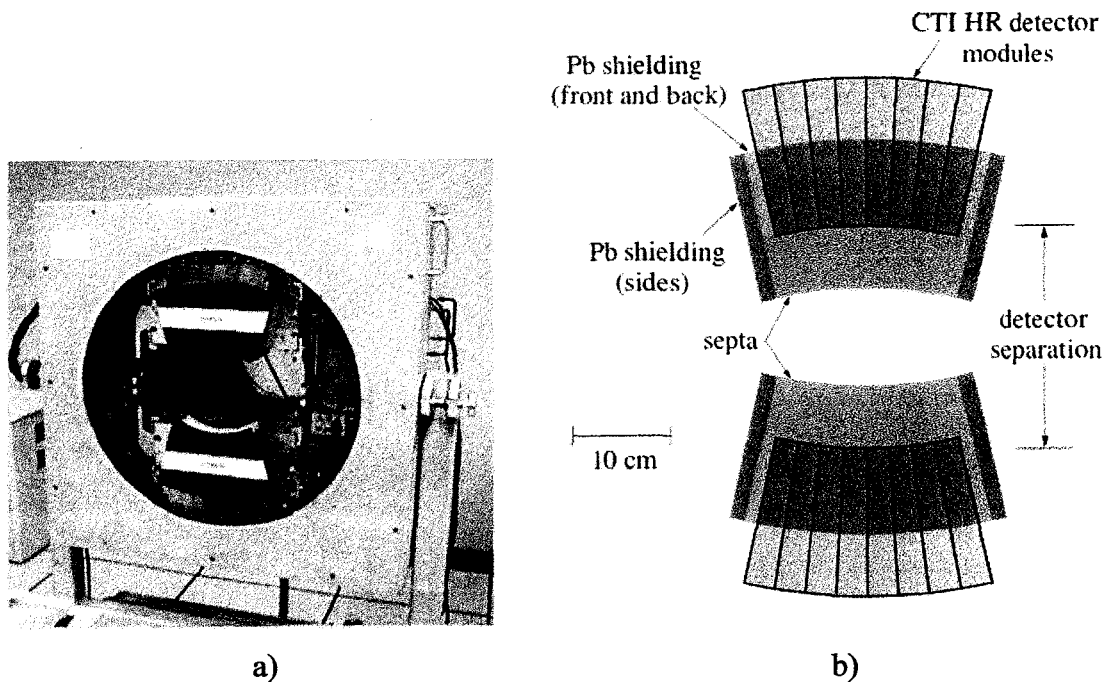 CTI HR detector
modules
Pb shielding
(front and back)
Pb shielding
(sides)
septa
detector
separation
10 cm
a)
b)